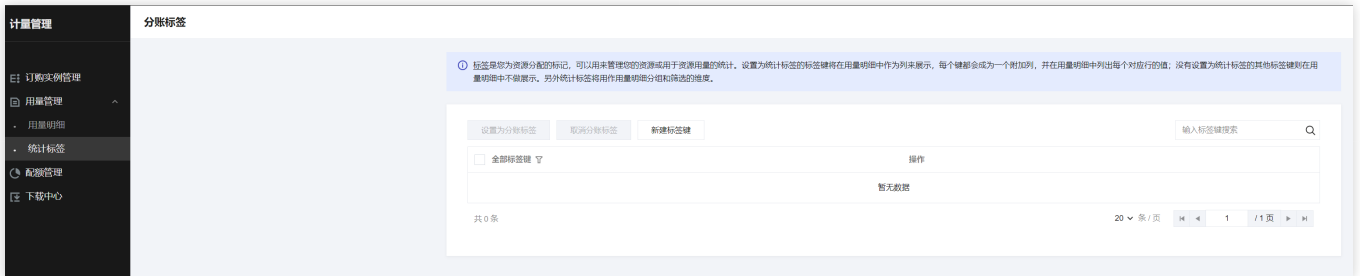 计量管理
分账标签
订购实例管理
用量管理
用量明细
统计标签
配额管理
下载中心
标签是您为资源分配的标记，可以用来管理您的资源或用于资源用量的统计。设置为统计标签的标签键将在用量明细中作为列来展示，每个键都会成为一个附加列，并在用量明细中列出每个对应行的值；没有设置为统计标签的其他标签键则在用
量明细中不做展示。另外统计标签将用作用量明细分组和筛选的维度。
设置为分账标签 取消分账标签 新建标签键 输入标签键搜索
全部标签键 操作
暂无数据
共 0 条 20 条 / 页 1 / 1 页